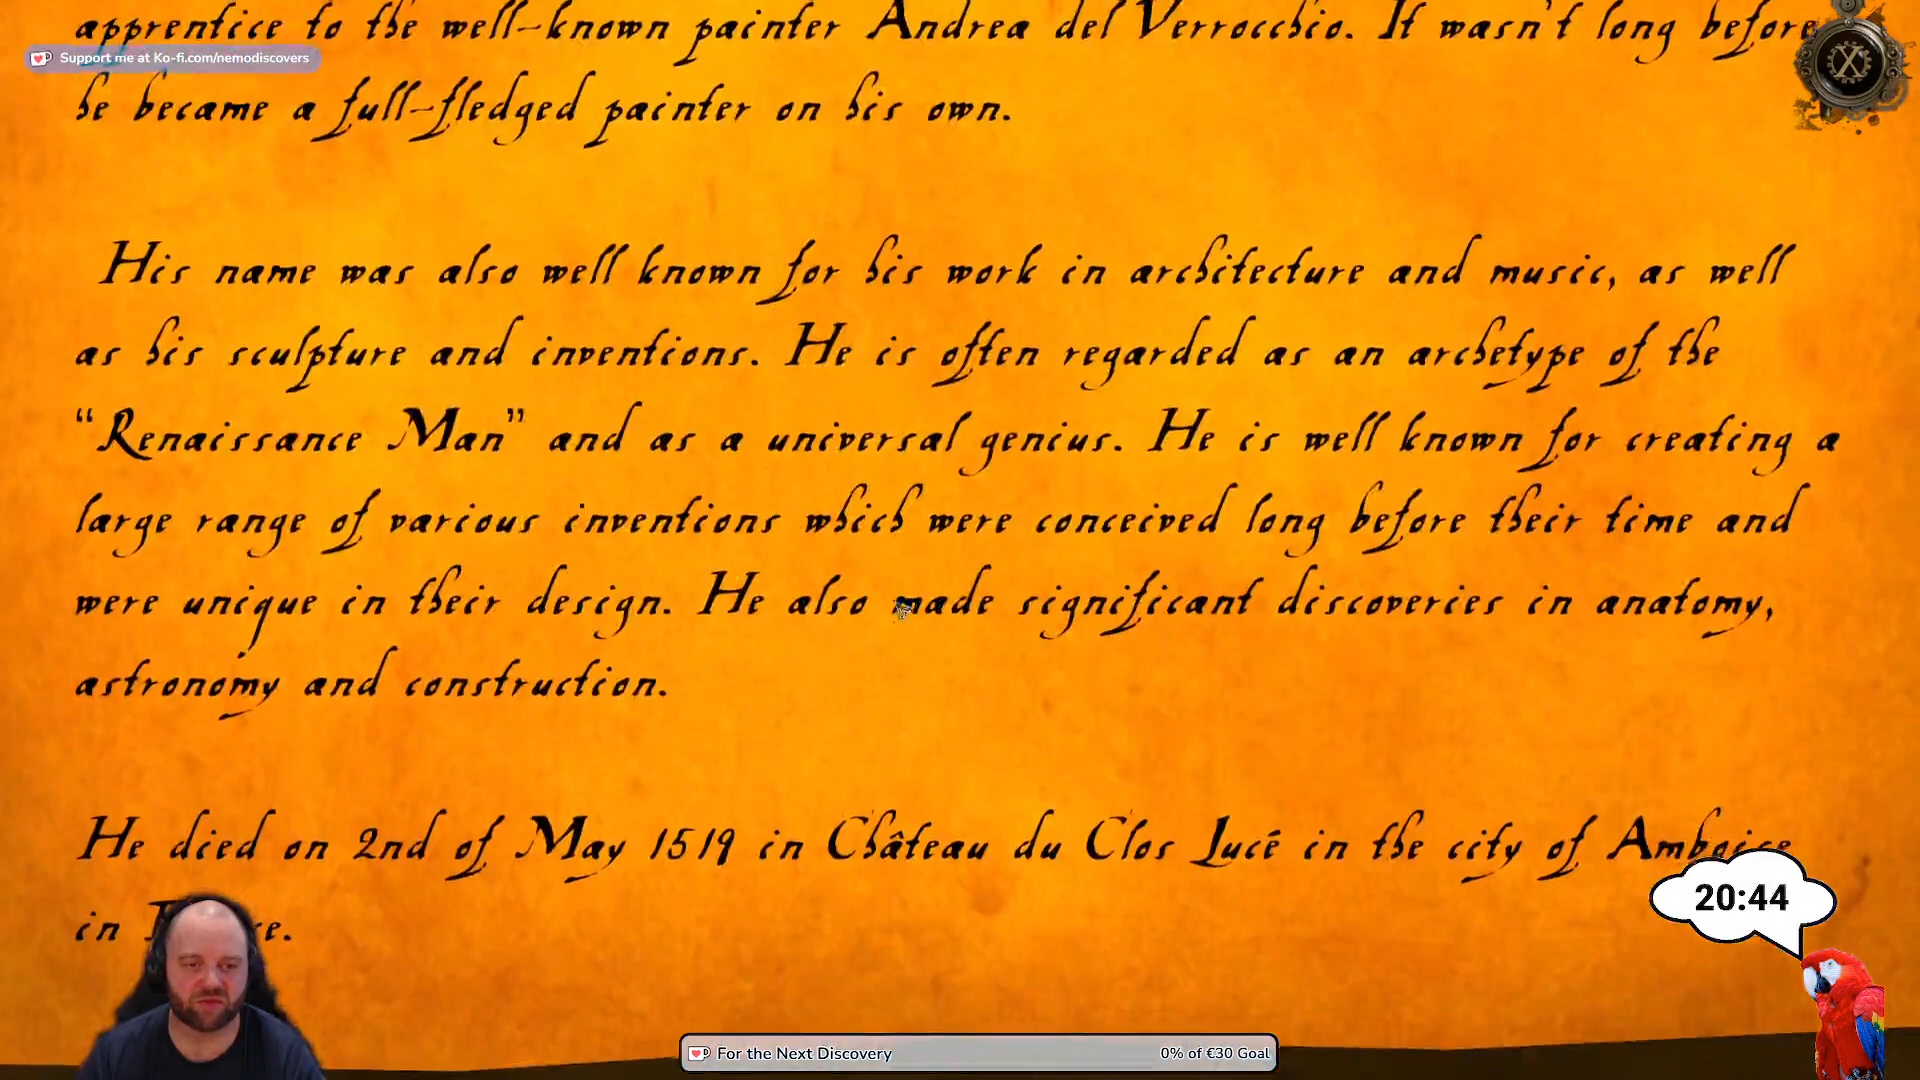 apprentice to the well-known painter Andrea del Verrocchio. It wasn't long before
Support me at Ko-fi.com/nemodiscovers
he became a full-fledged painter on his own.
His name was also well known for his work in architecture and music, as well
as his sculpture and inventions. He is often regarded as an archetype of the
“Renaissance Man” and as a universal genius. He is well known for creating a
large range of various inventions which were conceived long before their time and
were unique in their design. He also made significant discoveries in anatomy,
astronomy and construction.
He died on 2nd of May 1519 in Château du Clos Lucé in the city of Amboise
20:44
in
For the Next Discovery 0% of €30 Goal